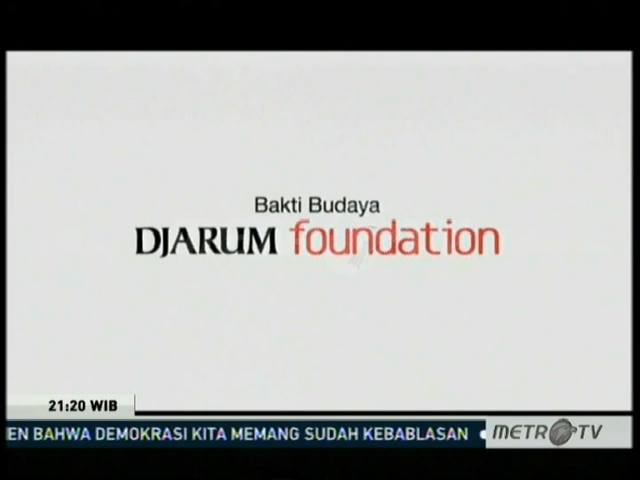 Bakti Budaya
DJARUM foundation
21:20 WIB
EN BAHWA DEMOKRASI KITA MEMANG SUDAH KEBABLASAN
METRO TV